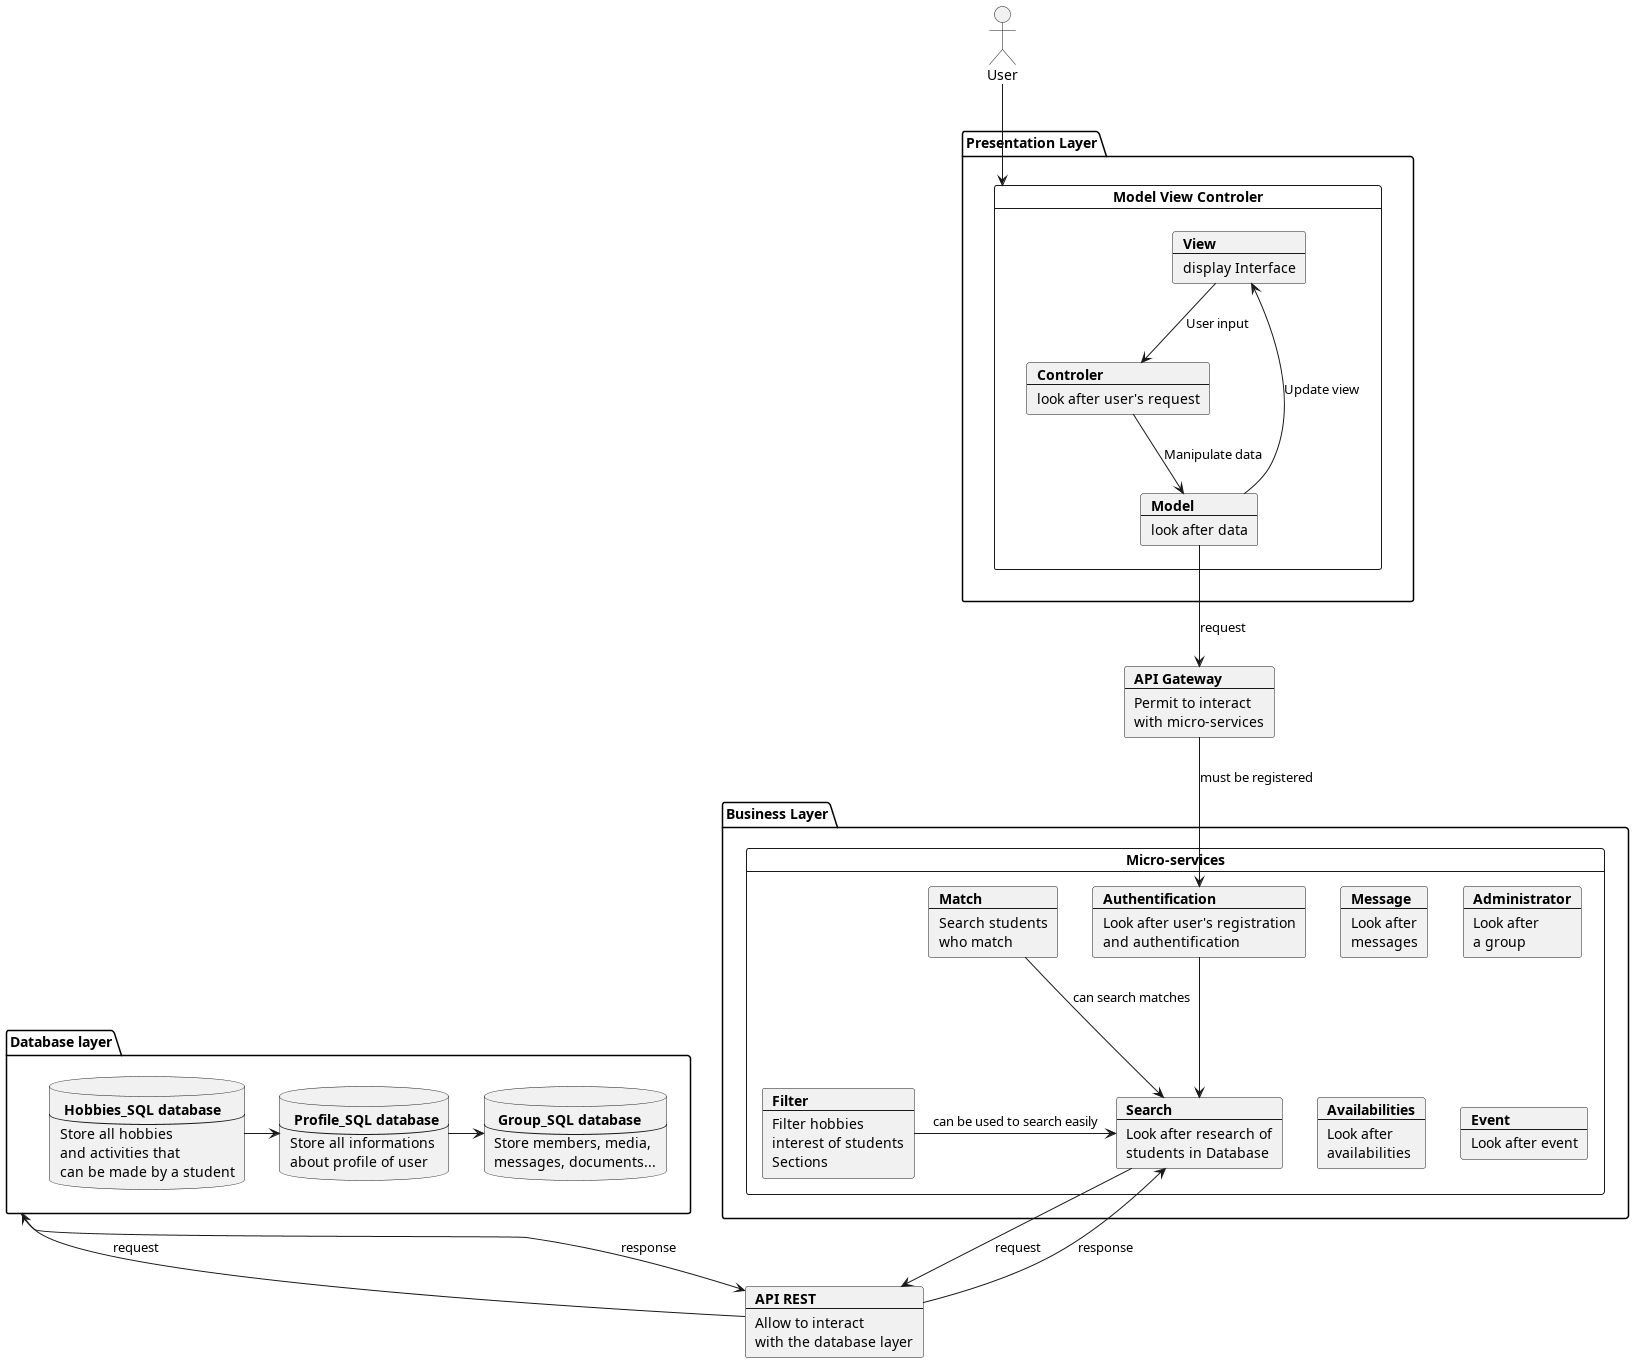 User
Presentation Layer
Model View Controler
View
display Interface
User input
Controler
look after user's request
Update view
Manipulate data
Model
look after data
request
API Gateway
Permit to interact
with micro-services
must be registered
Business Layer
Micro-services
Match
Search students
who match
Authentification
Look after user's registration
and authentification
Message
Look after
messages
Administrator
Look after
a group
can search matches
Database layer
Hobbies_SQL database
Store all hobbies
and activities that
can be made by a student
Profile_SQL database
Store all informations
about profile of user
Group_SQL database
Store members, media,
messages, documents...
Filter
Filter hobbies
interest of students
Sections
can be used to search easily
Search
Look after research of
students in Database
Availabilities
Look after
availabilities
Event
Look after event
request
response
request
response
API REST
Allow to interact
with the database layer